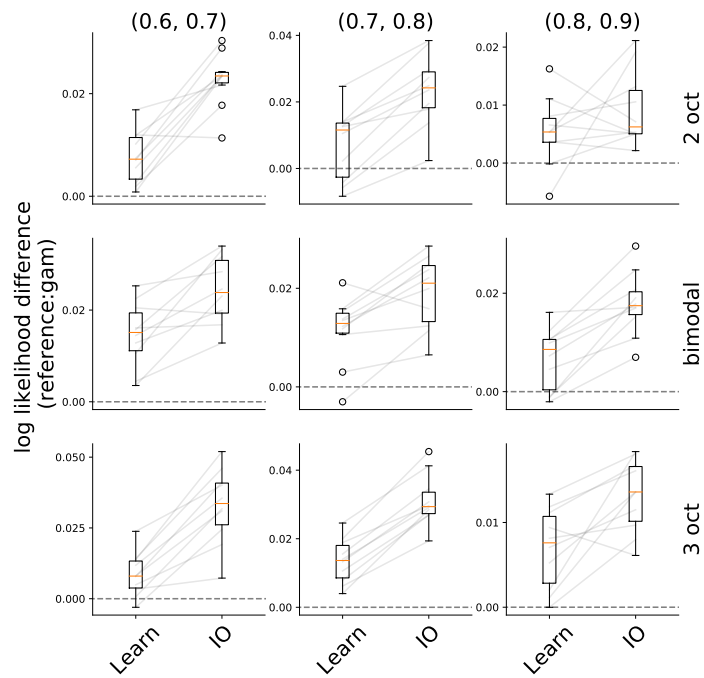 (0.6, 0.7)
(0.7, 0.8)
(0.8, 0.9)
0.02
0.00
0.04
0.02
0.00
0.02
0.01
0.00
2 oct
log likelihood difference
(reference:gam)
0.02
0.00
0.02
0.00
0.02
0.00
bimodal
0.050
0.025
0.000
0.04
0.02
0.00
0.01
0.00
3 oct
Learn
IO
Learn
IO
Learn
IO